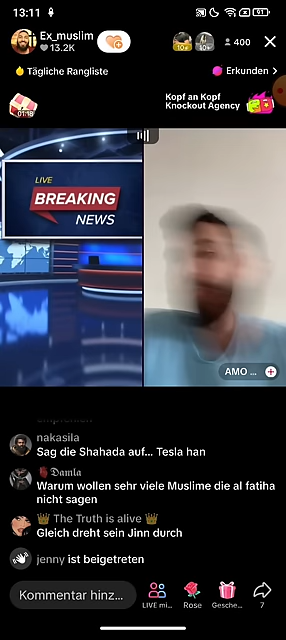 13:11
91
Ex_muslim
13.2K
10+
10+
400
Tägliche Rangliste
Erkunden
01:18
Kopf an Kopf
Knockout Agency
LIVE
BREAKING
NEWS
AMO ...
nakasila
Sag die Shahada auf... Tesla han
Damla
Warum wollen sehr viele Muslime die al fatiha
nicht sagen
The Truth is alive
Gleich dreht sein Jinn durch
jenny ist beigetreten
Kommentar hinz...
LIVE mi...
Rose
Gesche...
7